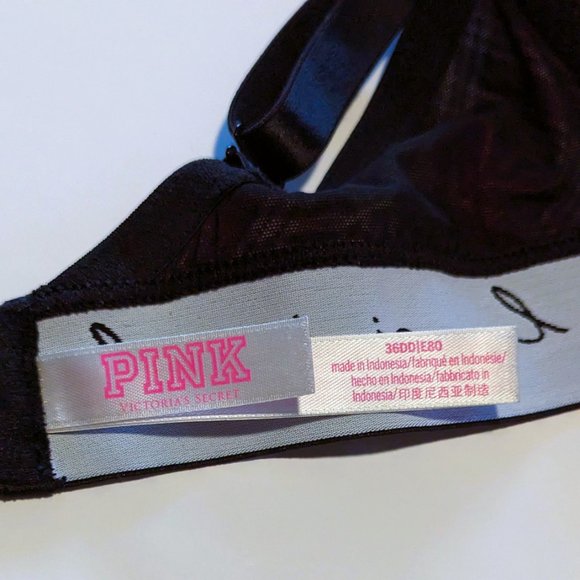 PINK
VICTORIA'S SECRET
36DD|E80
made in Indonesia/fabriqué en Indonésie/
hecho en Indonesia/fabbricato in
Indonesia/印度尼西亚制造